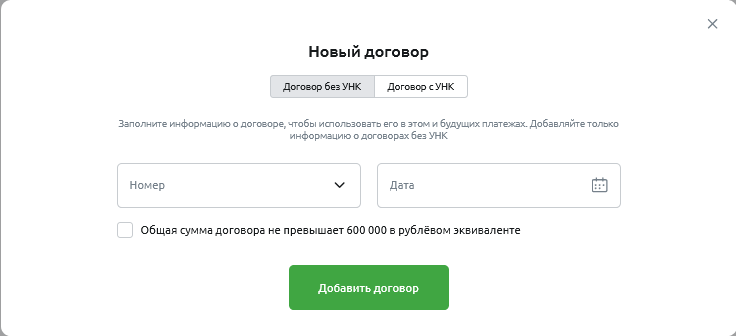 Новый договор
Договор без УНК
Договор с УНК
Заполните информацию о договоре, чтобы использовать его в этом и будущих платежах. Добавляйте только
информацию о договорах без УНК
Номер
Дата
Общая сумма договора не превышает 600 000 в рублёвом эквиваленте
Добавить договор